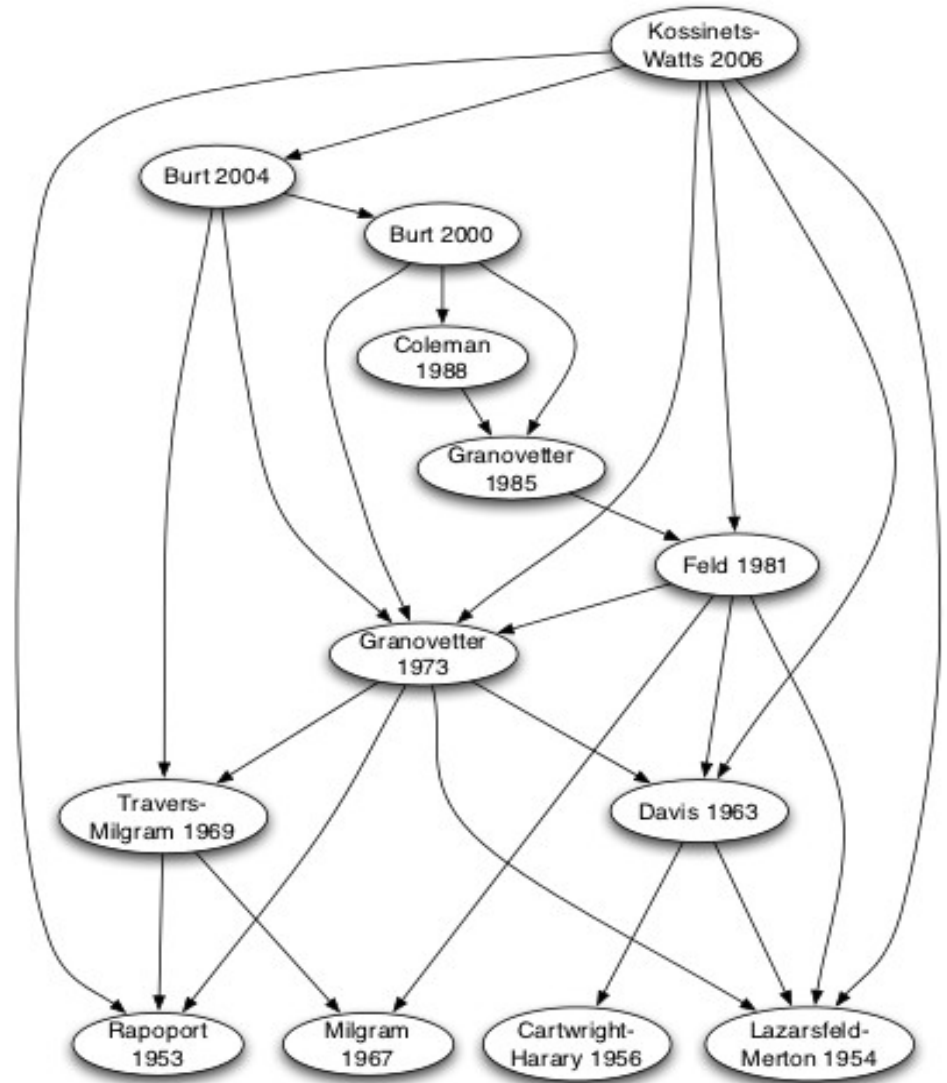 Kossinets-
Watts 2006
Burt 2004
Burt 2000
Coleman
1988
Granovetter
1985
Feld 1981
Granovetter
1973
Travers-
Milgram 1969
Davis 1963
Rapoport
1953
Milgram
1967
Cartwright-
Harary 1956
Lazarsfeld-
Merton 1954